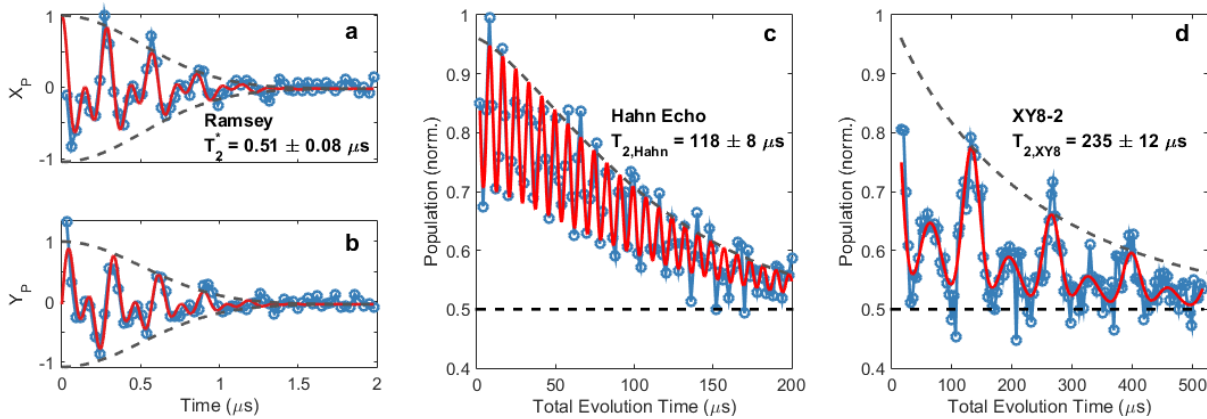 a
1
0
-1
X_P
Ramsey
T_2^* = 0.51 ± 0.08 μs
b
1
0
-1
Y_P
0 0.5 1 1.5 2
Time (μs)
c
1
0.9
0.8
0.7
0.6
0.5
0.4
Population (norm.)
Hahn Echo
T_2,Hahn = 118 ± 8 μs
0 50 100 150 200
Total Evolution Time (μs)
d
1
0.9
0.8
0.7
0.6
0.5
0.4
Population (norm.)
XY8-2
T_2,XY8 = 235 ± 12 μs
0 100 200 300 400 500
Total Evolution Time (μs)